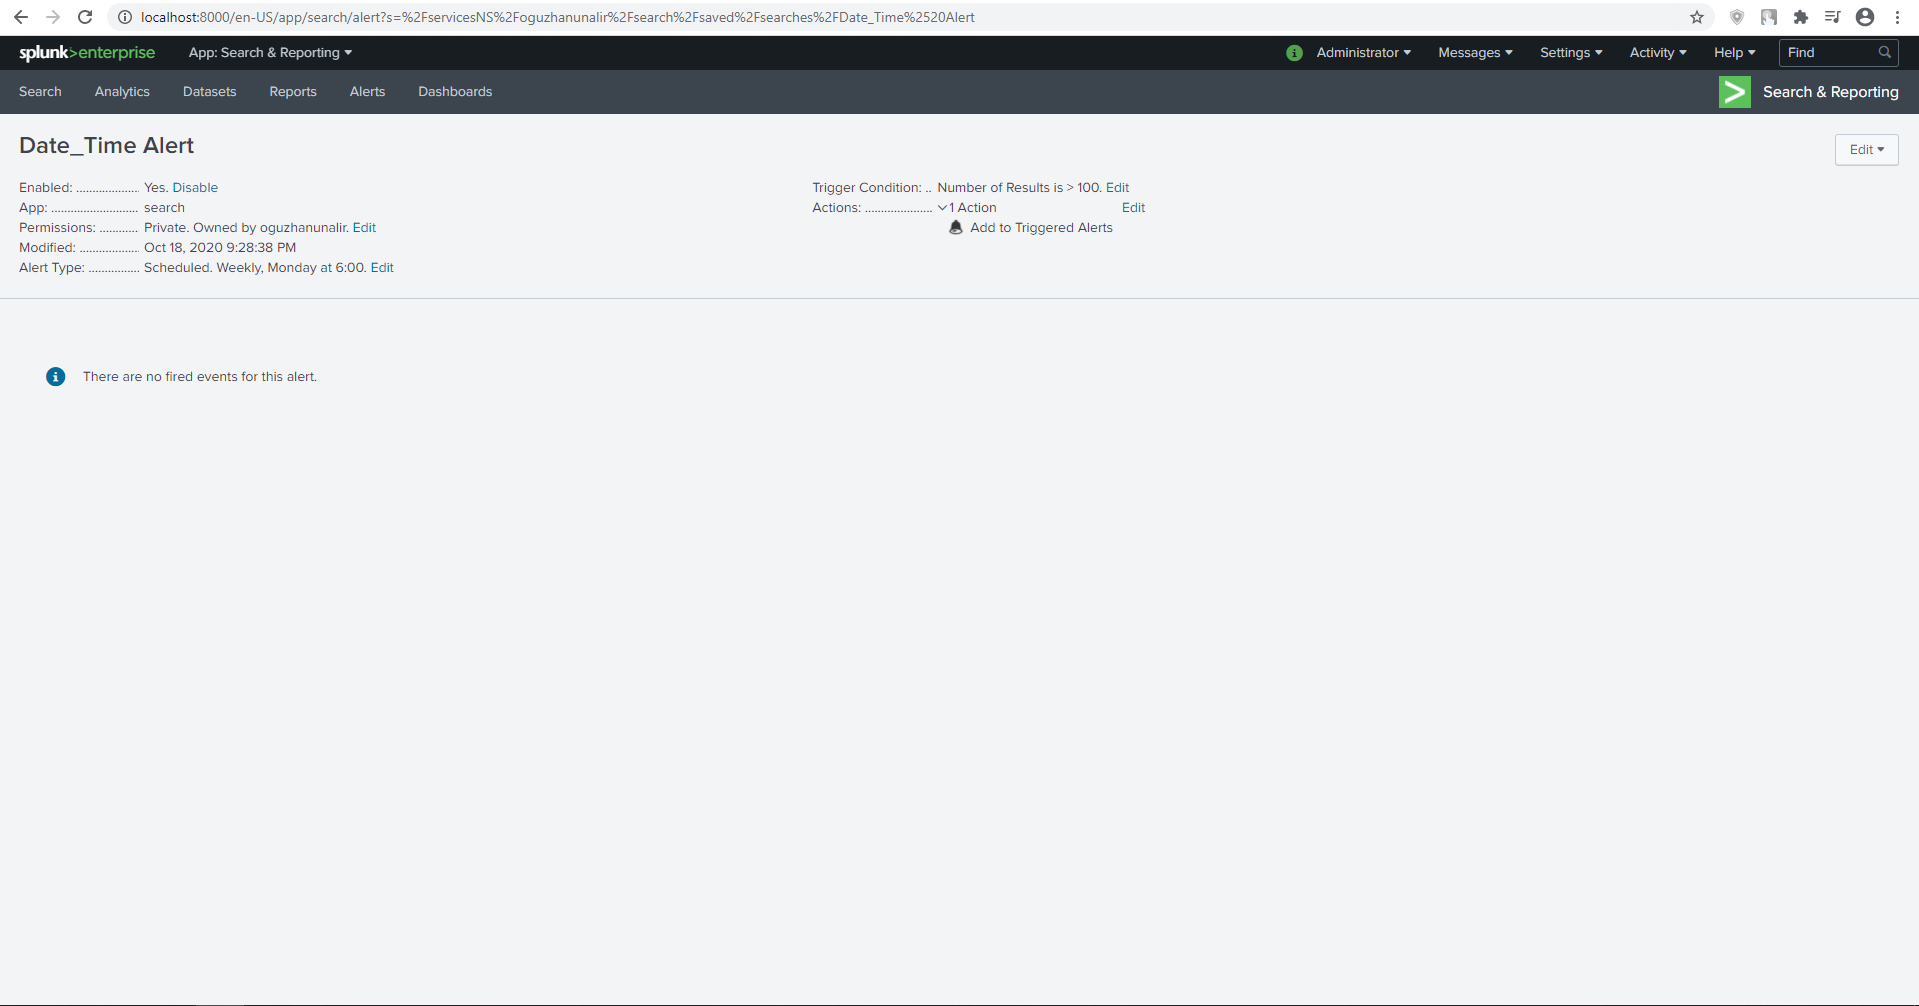 localhost:8000/en-US/app/search/alert?s=%2FservicesNS%2Foguzhanunalir%2Fsearch%2Fsaved%2Fsearches%2FDate_Time%2520Alert
splunk>enterprise App: Search & Reporting Administrator Messages Settings Activity Help Find
Search Analytics Datasets Reports Alerts Dashboards Search & Reporting
Date_Time Alert
Edit
Enabled: ................... Yes. Disable
App: ........................... search
Permissions: ............ Private. Owned by oguzhanunalir. Edit
Modified: .................. Oct 18, 2020 9:28:38 PM
Alert Type: ................ Scheduled. Weekly, Monday at 6:00. Edit
Trigger Condition: .. Number of Results is > 100. Edit
Actions: ..................... 1 Action Edit
Add to Triggered Alerts
There are no fired events for this alert.